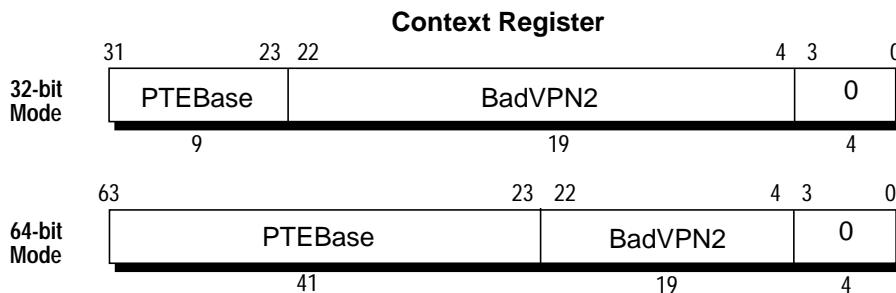 Context Register
31 23 22 4 3 0
32-bit
Mode
PTEBase BadVPN2 0
9 19 4
63 23 22 4 3 0
64-bit
Mode
PTEBase BadVPN2 0
41 19 4